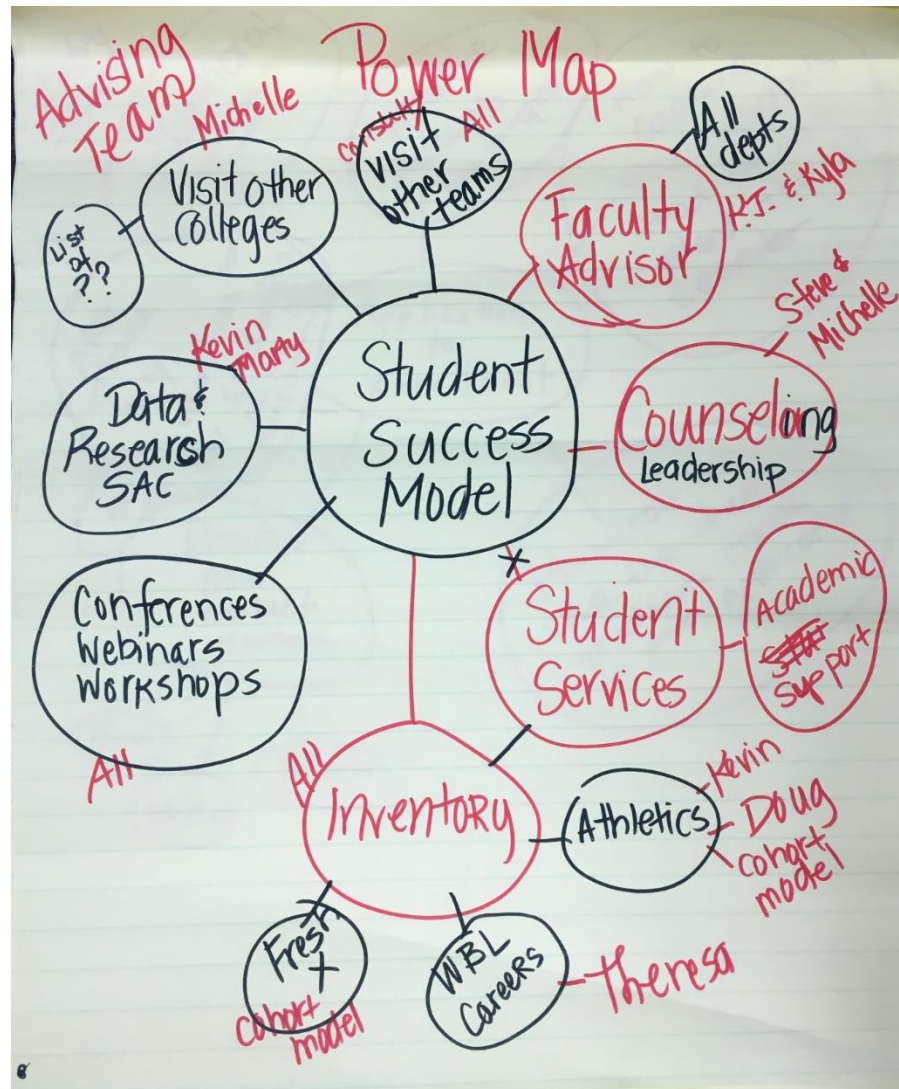 Advising
Team
Power Map
Michelle
All
Visit Other
Colleges
List
of
??
visit
other
teams
All
depts
Faculty
Advisor
K.J. & Kyla
Steve &
Michelle
Kevin
Marty
Data &
Research
SAC
Student
Success
Model
Counseling
Leadership
Conferences
Webinars
Workshops
All
Student
Services
Academic
support
All
Inventory
Athletics
Kevin
Doug
cohort
model
Fresh
+
cohort
model
WBL
Careers
Theresa